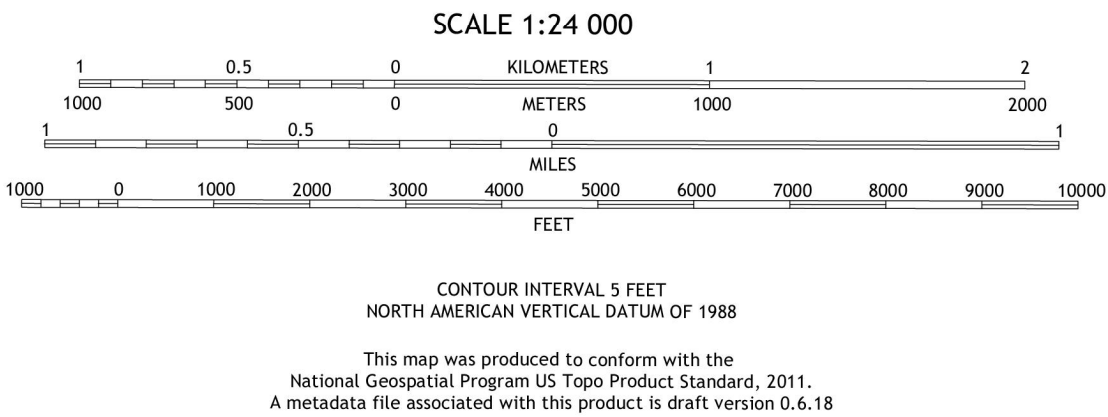 SCALE 1:24 000
1 0.5 0 KILOMETERS 1 2
1000 500 0 METERS 1000 2000
1 0.5 0 1
MILES
1000 0 1000 2000 3000 4000 5000 6000 7000 8000 9000 10000
FEET
CONTOUR INTERVAL 5 FEET
NORTH AMERICAN VERTICAL DATUM OF 1988
This map was produced to conform with the
National Geospatial Program US Topo Product Standard, 2011.
A metadata file associated with this product is draft version 0.6.18